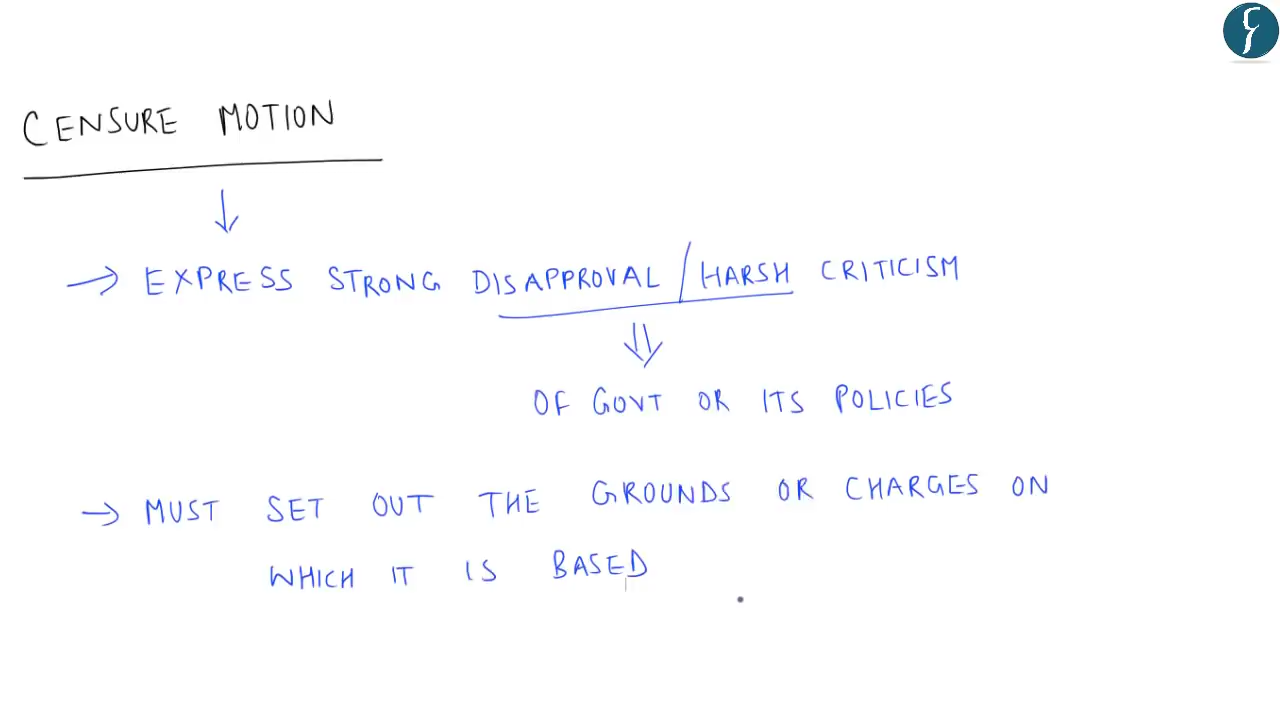 CENSURE MOTION
→ EXPRESS STRONG DISAPPROVAL / HARSH CRITICISM
OF GOVT OR ITS POLICIES
→ MUST SET OUT THE GROUNDS OR CHARGES ON
WHICH IT IS BASED